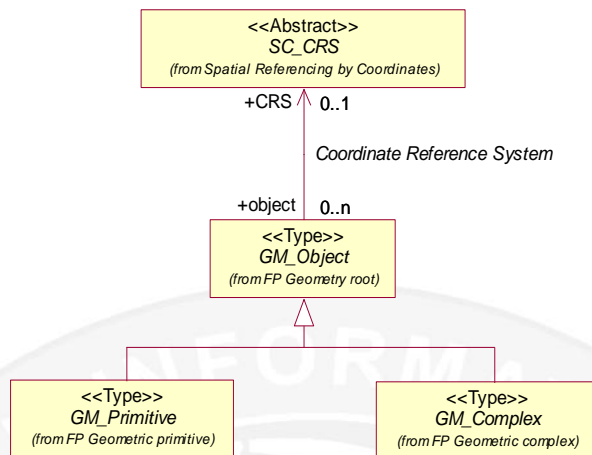 <<Abstract>>
SC_CRS
(from Spatial Referencing by Coordinates)
+CRS 0..1
Coordinate Reference System
+object 0..n
<<Type>>
GM_Object
(from FP Geometry root)
INFORMA
<<Type>>
GM_Primitive
(from FP Geometric primitive)
<<Type>>
GM_Complex
(from FP Geometric complex)